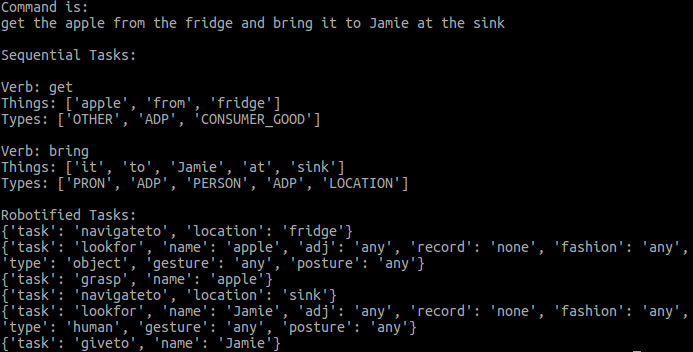 Command is:
get the apple from the fridge and bring it to Jamie at the sink
Sequential Tasks:
Verb: get
Things: ['apple', 'from', 'fridge']
Types: ['OTHER', 'ADP', 'CONSUMER_GOOD']
Verb: bring
Things: ['it', 'to', 'Jamie', 'at', 'sink']
Types: ['PRON', 'ADP', 'PERSON', 'ADP', 'LOCATION']
Robotified Tasks:
{'task': 'navigateto', 'location': 'fridge'}
{'task': 'lookfor', 'name': 'apple', 'adj': 'any', 'record': 'none', 'fashion': 'any',
'type': 'object', 'gesture': 'any', 'posture': 'any'}
{'task': 'grasp', 'name': 'apple'}
{'task': 'navigateto', 'location': 'sink'}
{'task': 'lookfor', 'name': 'Jamie', 'adj': 'any', 'record': 'none', 'fashion': 'any',
'type': 'human', 'gesture': 'any', 'posture': 'any'}
{'task': 'giveto', 'name': 'Jamie'}